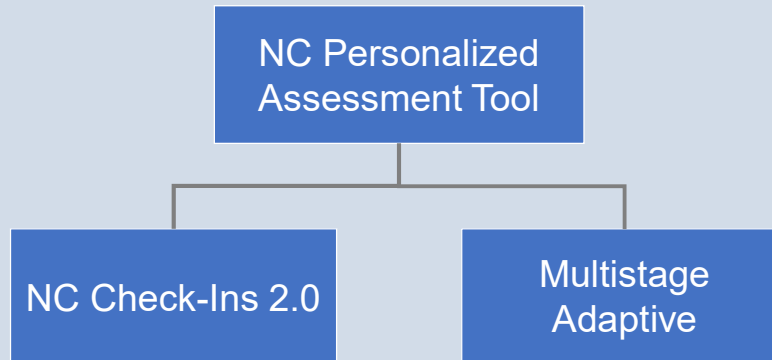 NC Personalized
Assessment Tool
NC Check-Ins 2.0
Multistage
Adaptive